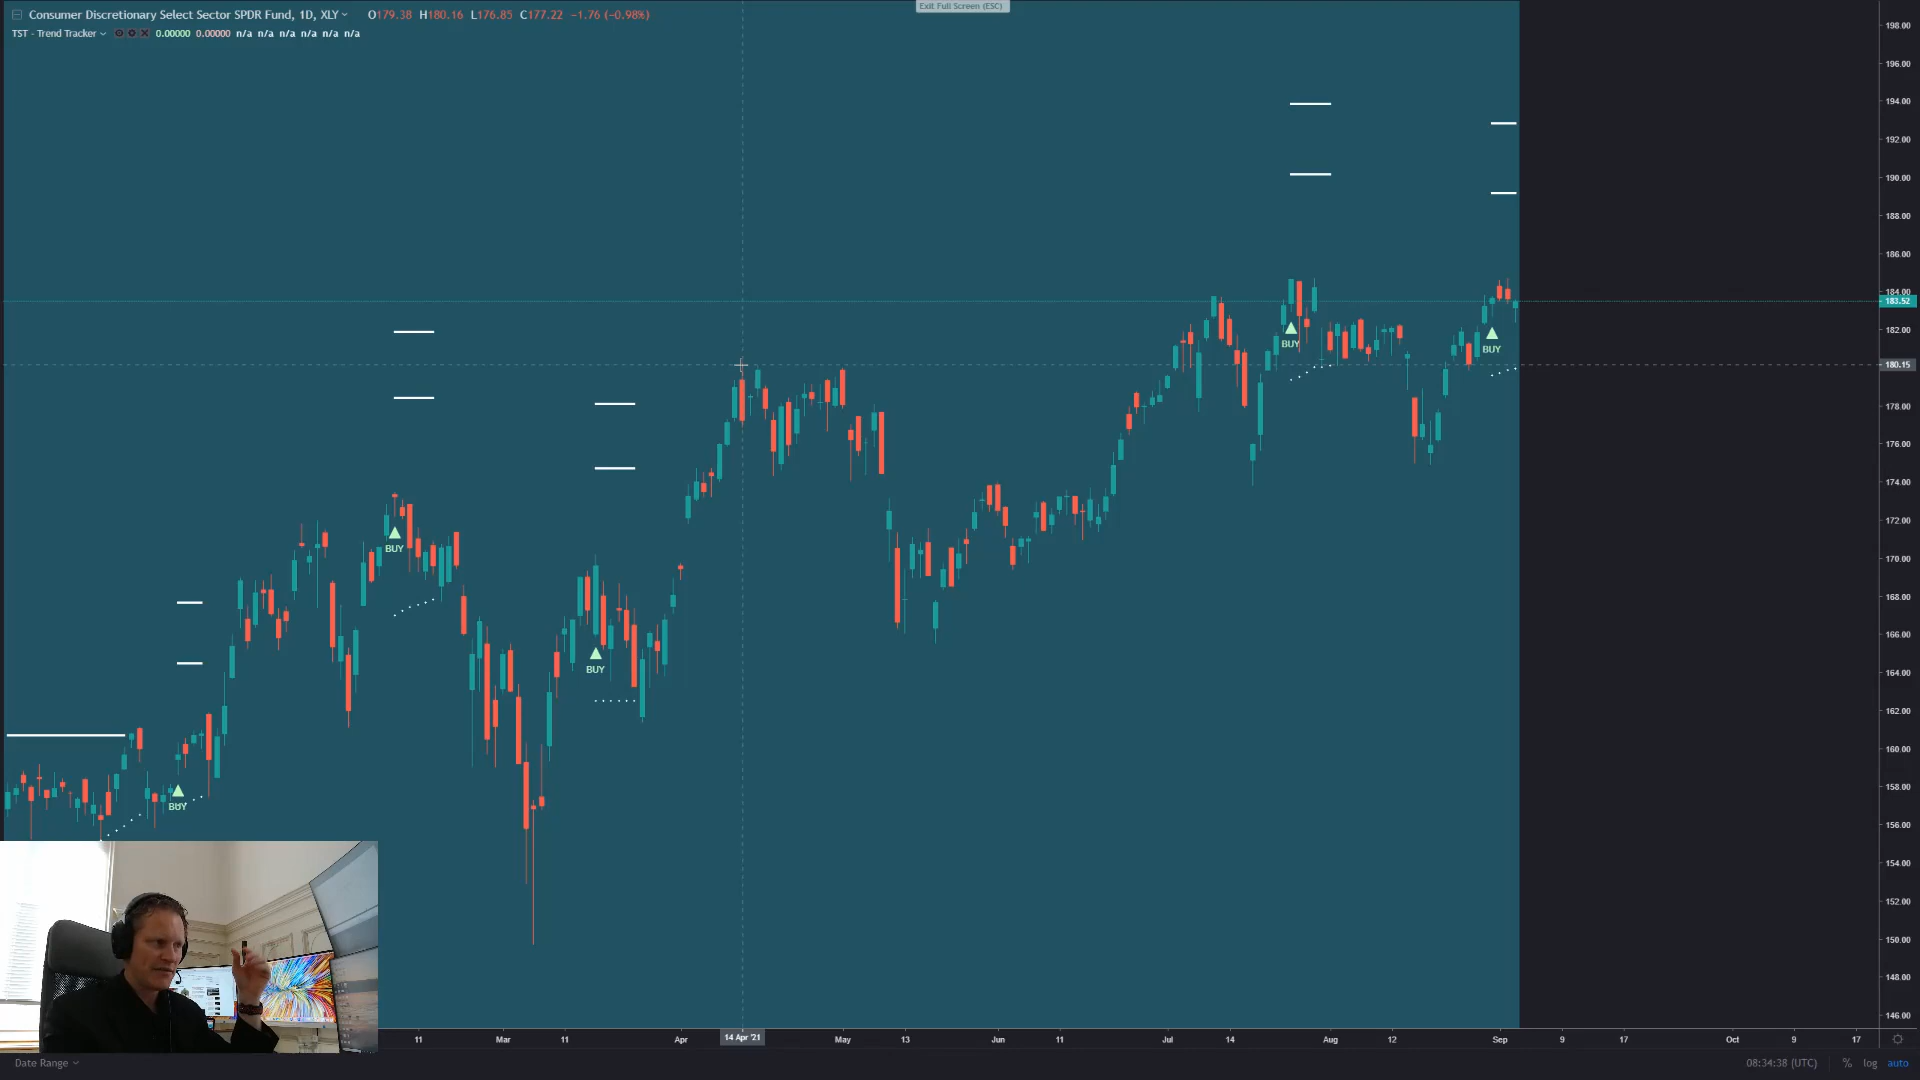 Exit Full Screen (ESC)
Consumer Discretionary Select Sector SPDR Fund, 1D, XLY O179.38 H180.16 L176.85 C177.22 −1.76 (−0.98%)
TST - Trend Tracker 0.00000 0.00000 n/a n/a n/a n/a n/a n/a
198.00
196.00
194.00
192.00
190.00
188.00
186.00
184.00
183.52
182.00
180.15
178.00
176.00
174.00
172.00
170.00
168.00
166.00
164.00
162.00
160.00
158.00
156.00
154.00
152.00
150.00
148.00
146.00
BUY
BUY
BUY
BUY
BUY
11 Mar 11 Apr 14 Apr '21 May 13 Jun 11 Jul 14 Aug 12 Sep 9 17 Oct 9 17
Date Range 08:34:38 (UTC) % log auto